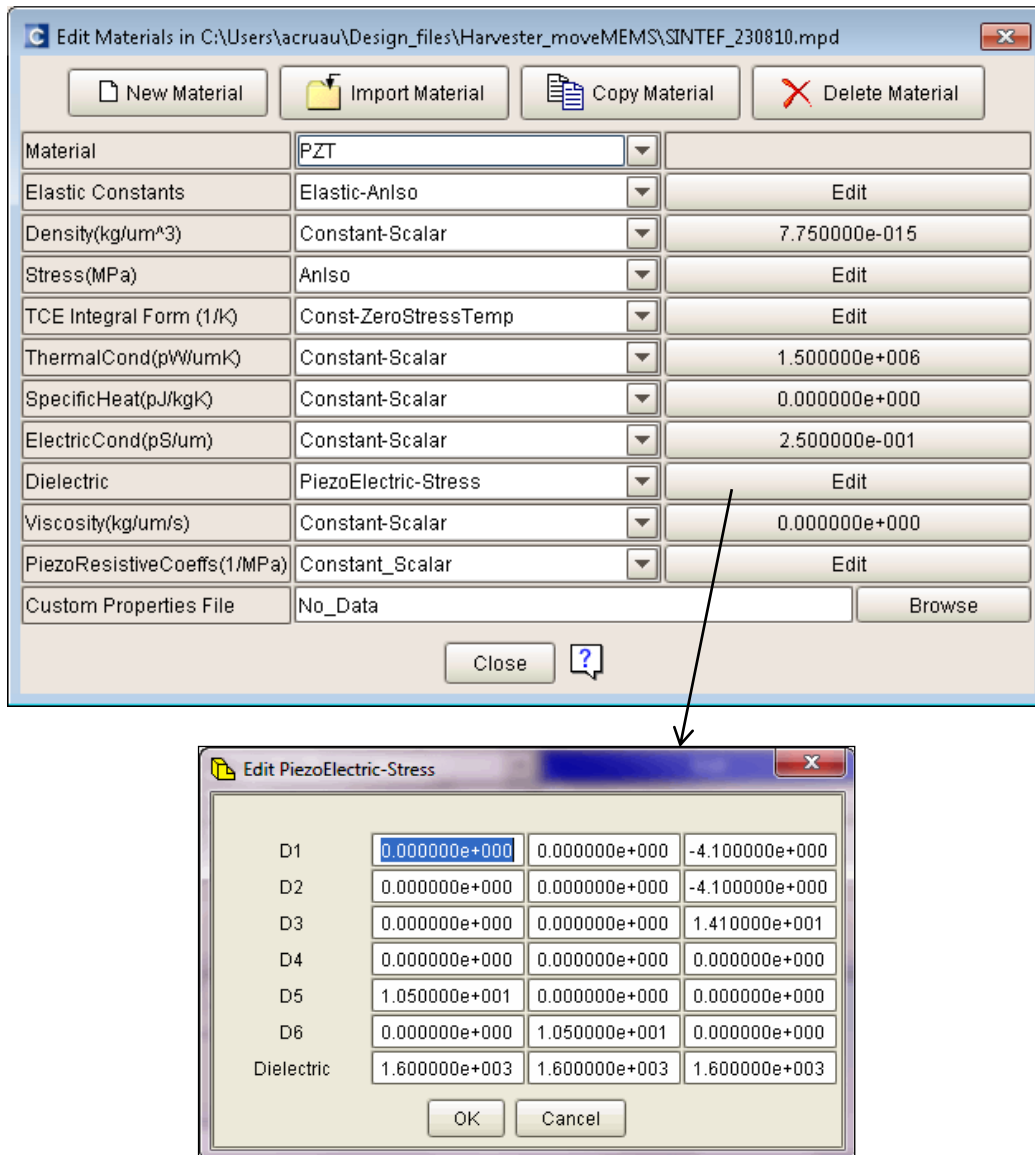 Edit Materials in C:\Users\acruau\Design_files\Harvester_moveMEMS\SINTEF_230810.mpd
New Material Import Material Copy Material Delete Material
Material PZT
Elastic Constants Elastic-AnIso Edit
Density(kg/um^3) Constant-Scalar 7.750000e-015
Stress(MPa) AnIso Edit
TCE Integral Form (1/K) Const-ZeroStressTemp Edit
ThermalCond(pW/umK) Constant-Scalar 1.500000e+006
SpecificHeat(pJ/kgK) Constant-Scalar 0.000000e+000
ElectricCond(pS/um) Constant-Scalar 2.500000e-001
Dielectric PiezoElectric-Stress Edit
Viscosity(kg/um/s) Constant-Scalar 0.000000e+000
PiezoResistiveCoeffs(1/MPa) Constant_Scalar Edit
Custom Properties File No_Data Browse
Close ?
Edit PiezoElectric-Stress
D1 0.000000e+000 0.000000e+000 -4.100000e+000
D2 0.000000e+000 0.000000e+000 -4.100000e+000
D3 0.000000e+000 0.000000e+000 1.410000e+001
D4 0.000000e+000 0.000000e+000 0.000000e+000
D5 1.050000e+001 0.000000e+000 0.000000e+000
D6 0.000000e+000 1.050000e+001 0.000000e+000
Dielectric 1.600000e+003 1.600000e+003 1.600000e+003
OK Cancel